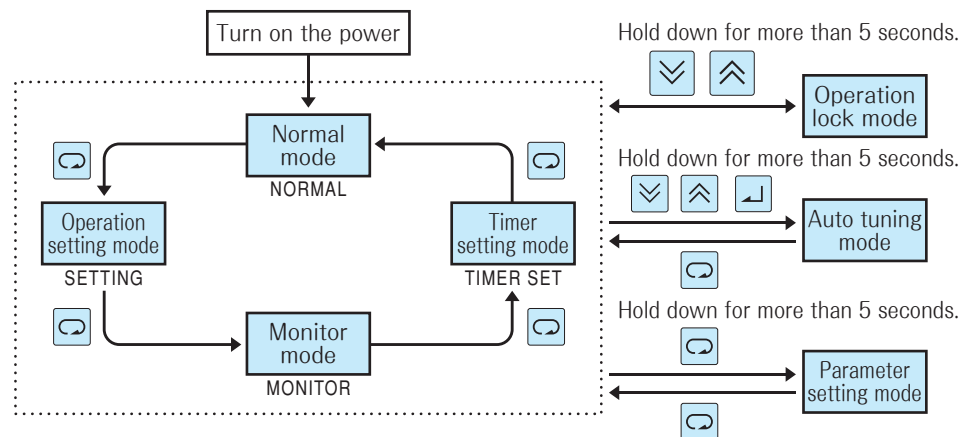 Turn on the power
Normal
mode
NORMAL
Operation
setting mode
SETTING
Timer
setting mode
TIMER SET
Monitor
mode
MONITOR
Hold down for more than 5 seconds.
Operation
lock mode
Hold down for more than 5 seconds.
Auto tuning
mode
Hold down for more than 5 seconds.
Parameter
setting mode